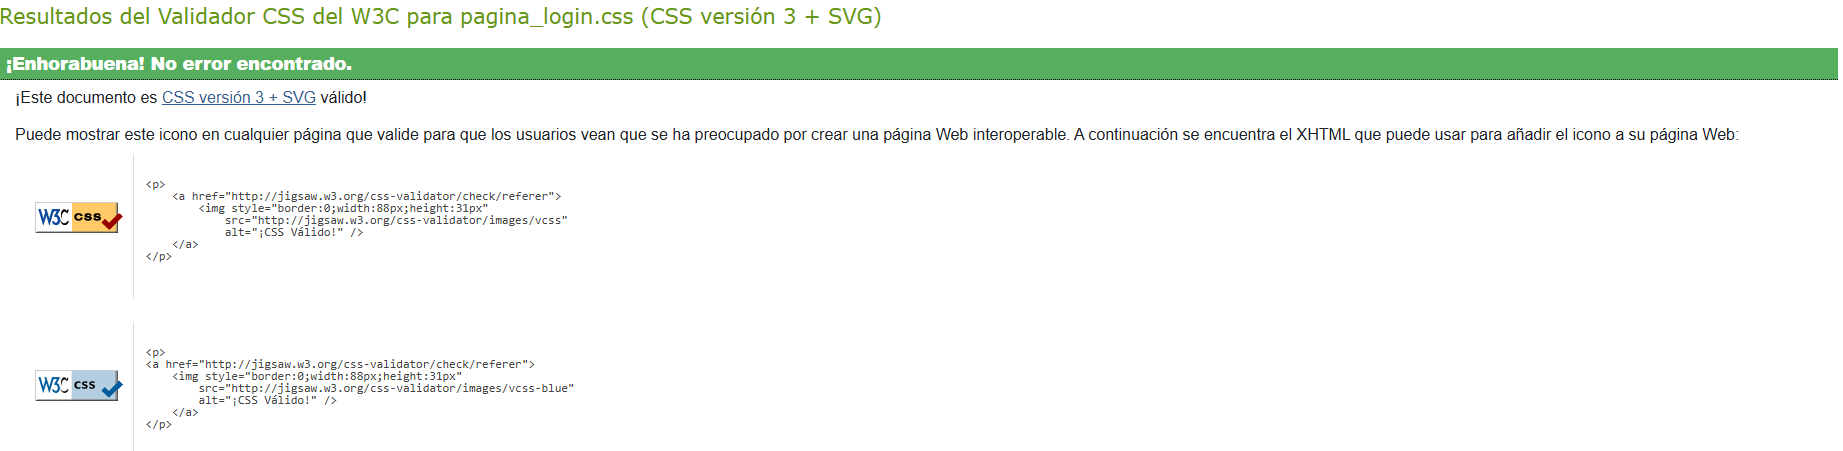 Resultados del Validador CSS del W3C para pagina_login.css (CSS versión 3 + SVG)
¡Enhorabuena! No error encontrado.
¡Este documento es CSS versión 3 + SVG válido!
Puede mostrar este icono en cualquier página que valide para que los usuarios vean que se ha preocupado por crear una página Web interoperable. A continuación se encuentra el XHTML que puede usar para añadir el icono a su página Web:
W3C css
<p>
    <a href="http://jigsaw.w3.org/css-validator/check/referer">
        <img style="border:0;width:88px;height:31px"
            src="http://jigsaw.w3.org/css-validator/images/vcss"
            alt="¡CSS Válido!" />
    </a>
</p>
W3C css
<p>
<a href="http://jigsaw.w3.org/css-validator/check/referer">
    <img style="border:0;width:88px;height:31px"
        src="http://jigsaw.w3.org/css-validator/images/vcss-blue"
        alt="¡CSS Válido!" />
    </a>
</p>